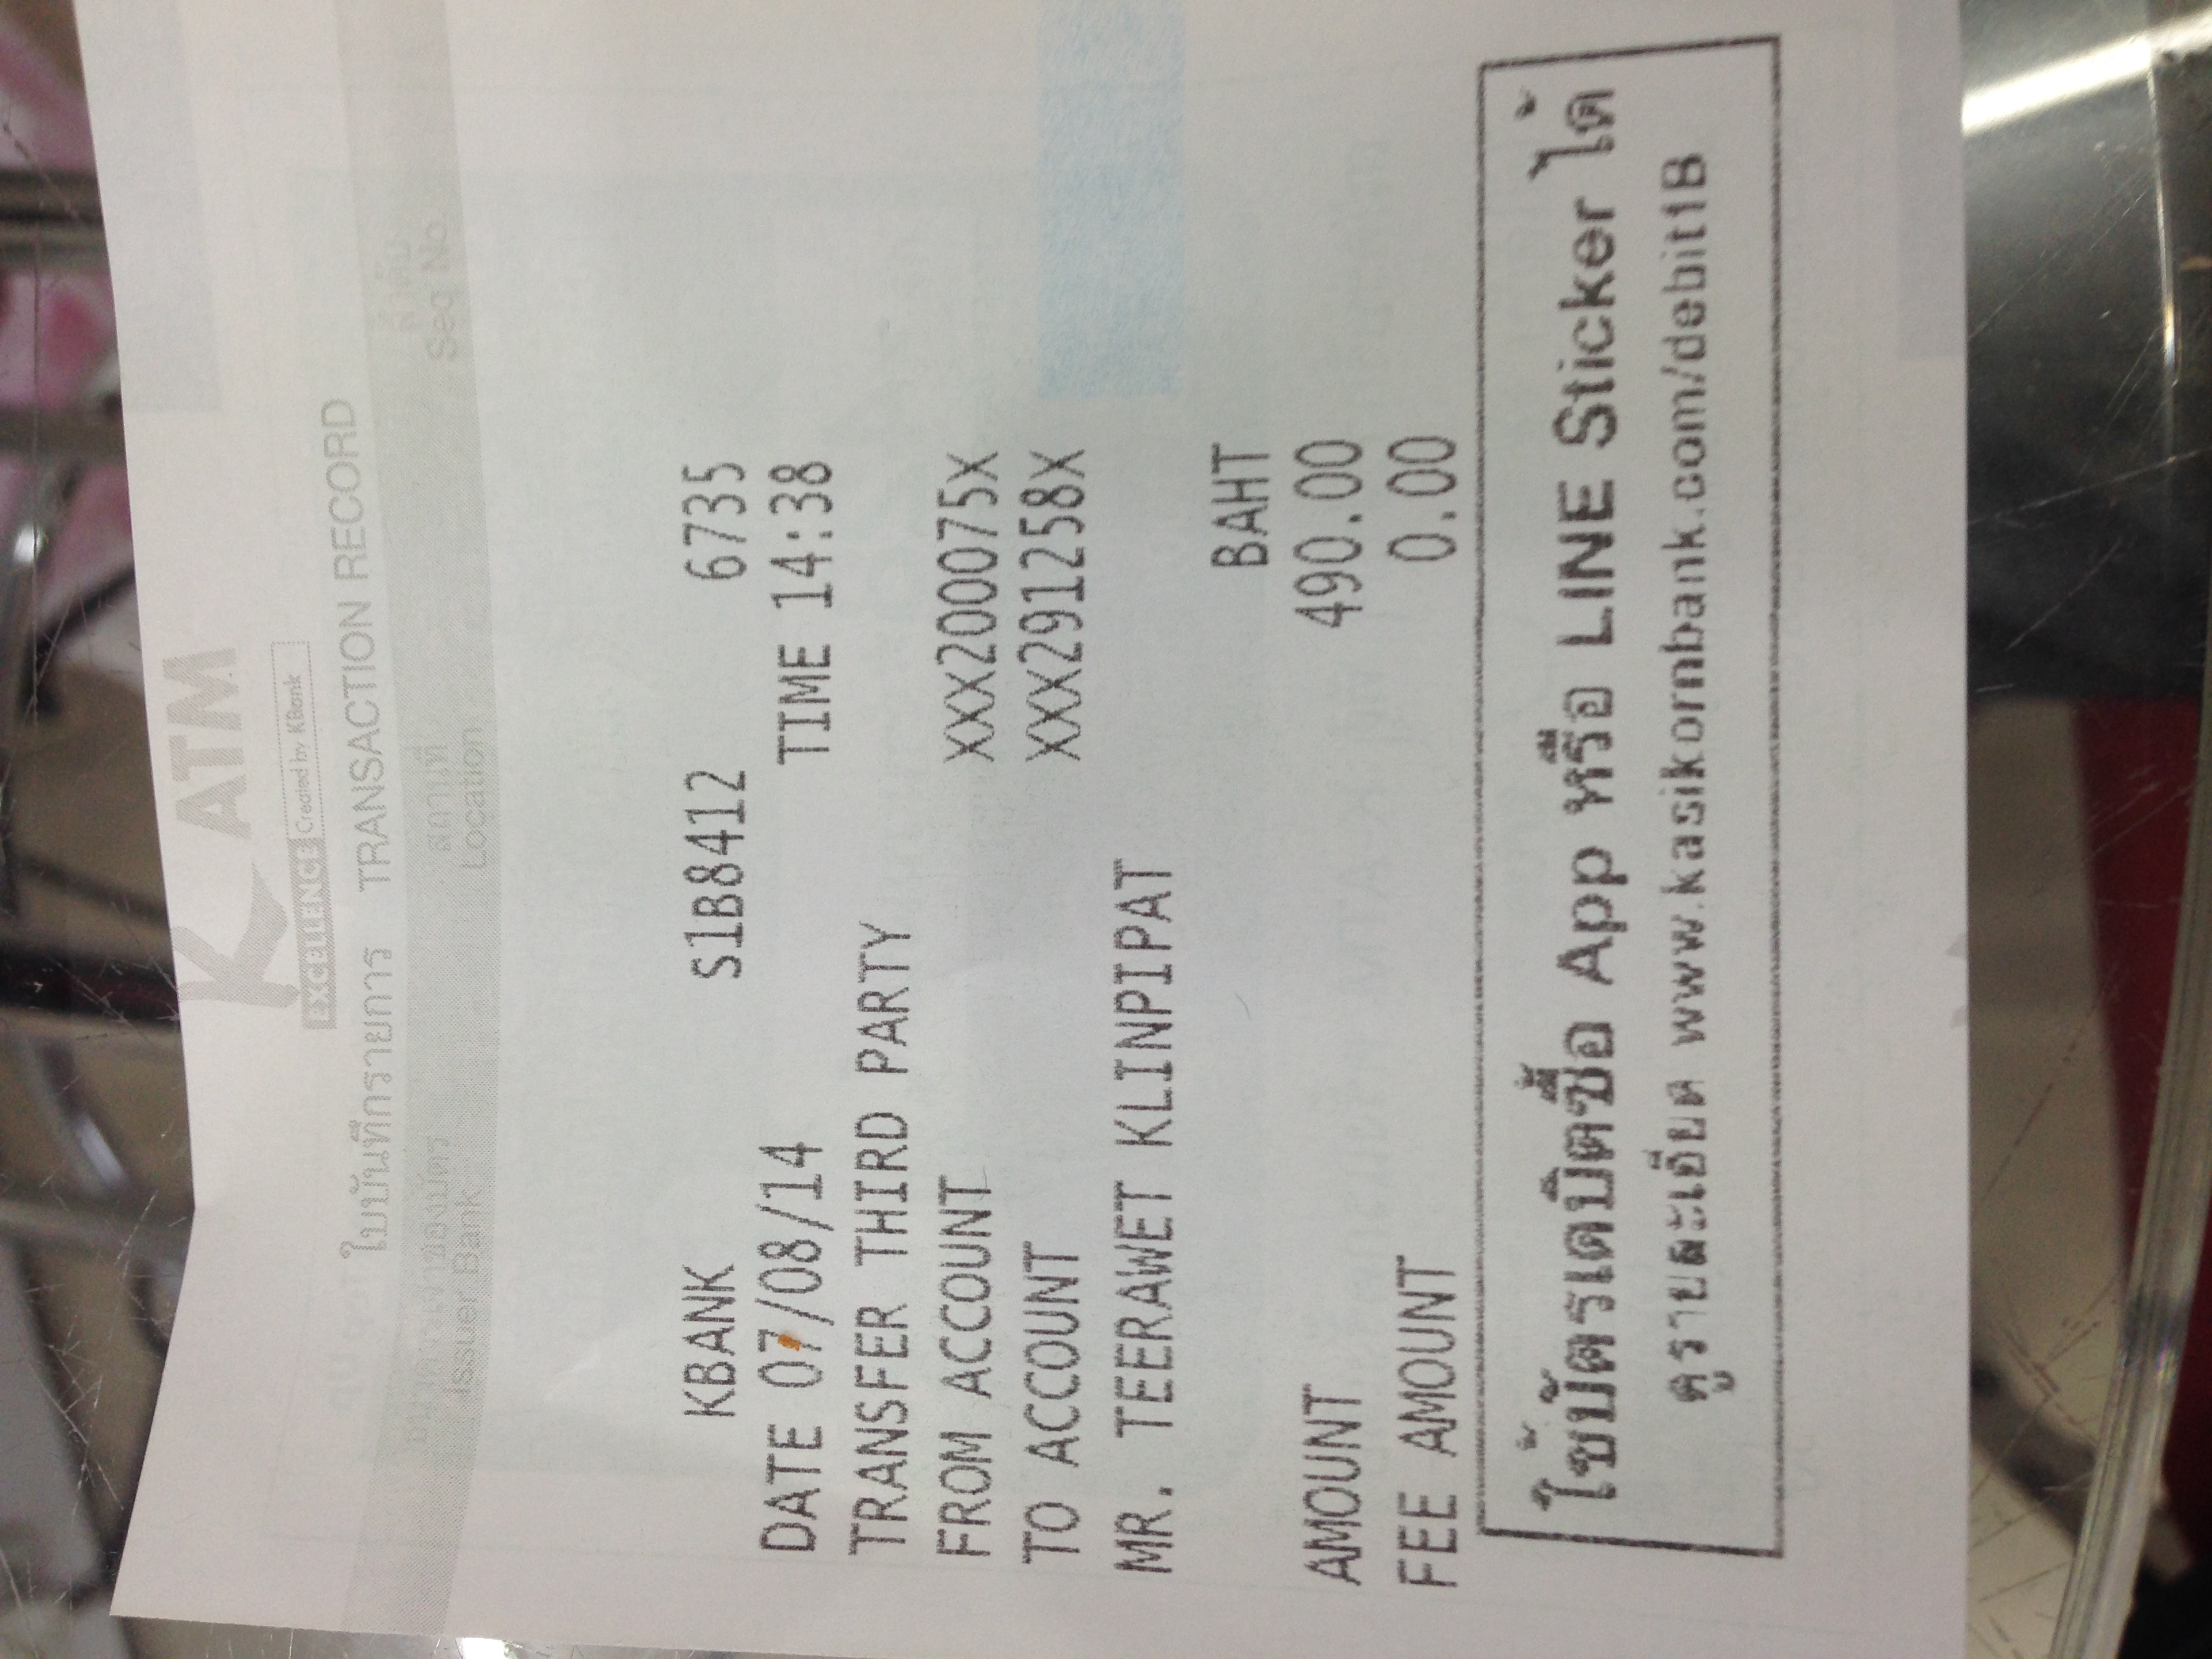 K ATM
EXCELLENCE Created by KBank
ใบบันทึกรายการ TRANSACTION RECORD
สถานที่ ลำดับ
Issuer Bank Location Seq No.
KBANK S1B8412 6735
DATE 07/08/14 TIME 14:38
TRANSFER THIRD PARTY
FROM ACCOUNT XXX200075X
TO ACCOUNT XXX291258X
MR. TEERAWET KLINPIPAT
BAHT
AMOUNT 490.00
FEE AMOUNT 0.00
ใช้บัตรเดบิตซื้อ App หรือ LINE Sticker ได้
ดูรายละเอียด www.kasikornbank.com/debit1B